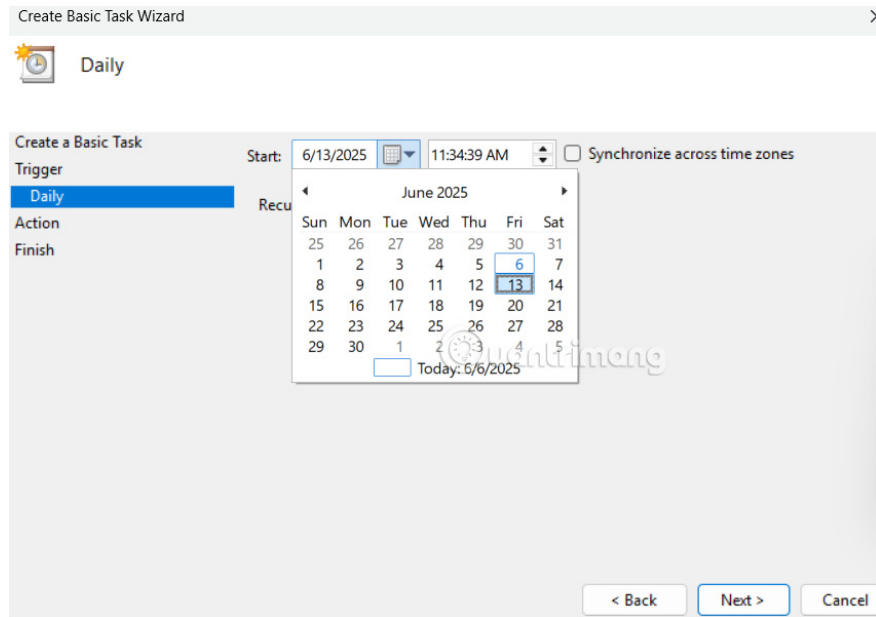 Create Basic Task Wizard
Daily
Create a Basic Task
Trigger
Daily
Action
Finish
Start: 6/13/2025 11:34:39 AM Synchronize across time zones
Recu
June 2025
Sun Mon Tue Wed Thu Fri Sat
25 26 27 28 29 30 31
1 2 3 4 5 6 7
8 9 10 11 12 13 14
15 16 17 18 19 20 21
22 23 24 25 26 27 28
29 30 1 2 3 4 5
Today: 6/6/2025
uantrimang
< Back Next > Cancel